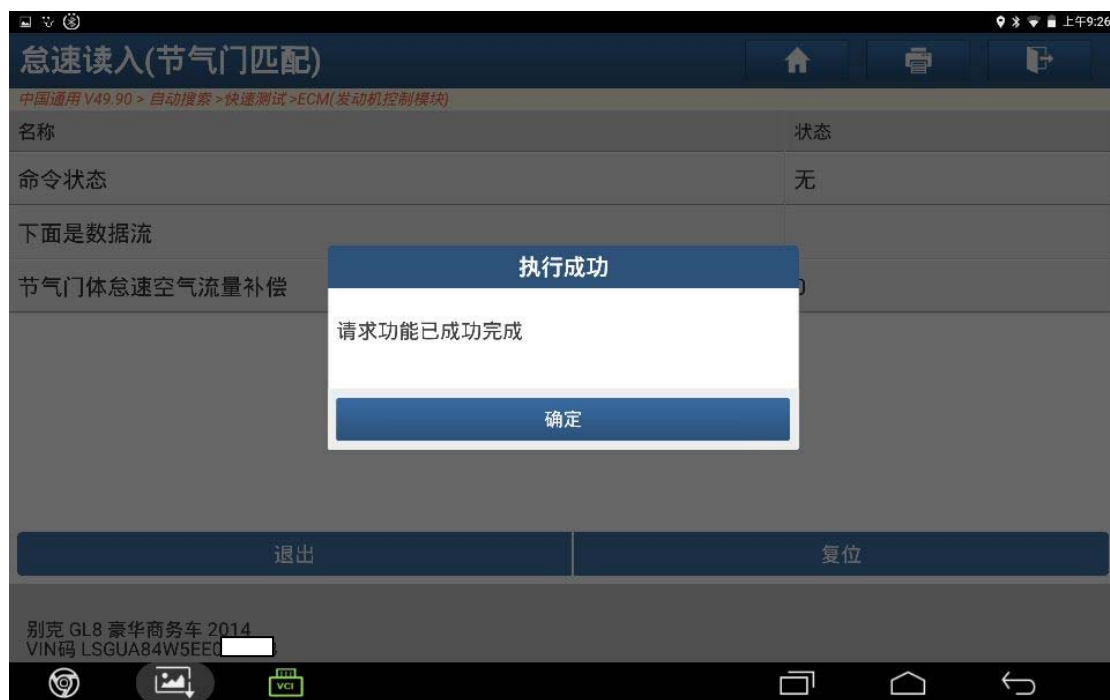 上午9:26
怠速读入(节气门匹配)
中国通用 V49.90 > 自动搜索 >快速测试 >ECM(发动机控制模块)
名称 状态
命令状态 无
下面是数据流
节气门体怠速空气流量补偿 0
执行成功
请求功能已成功完成
确定
退出 复位
别克 GL8 豪华商务车 2014
VIN码 LSGUA84W5EE0
VCI